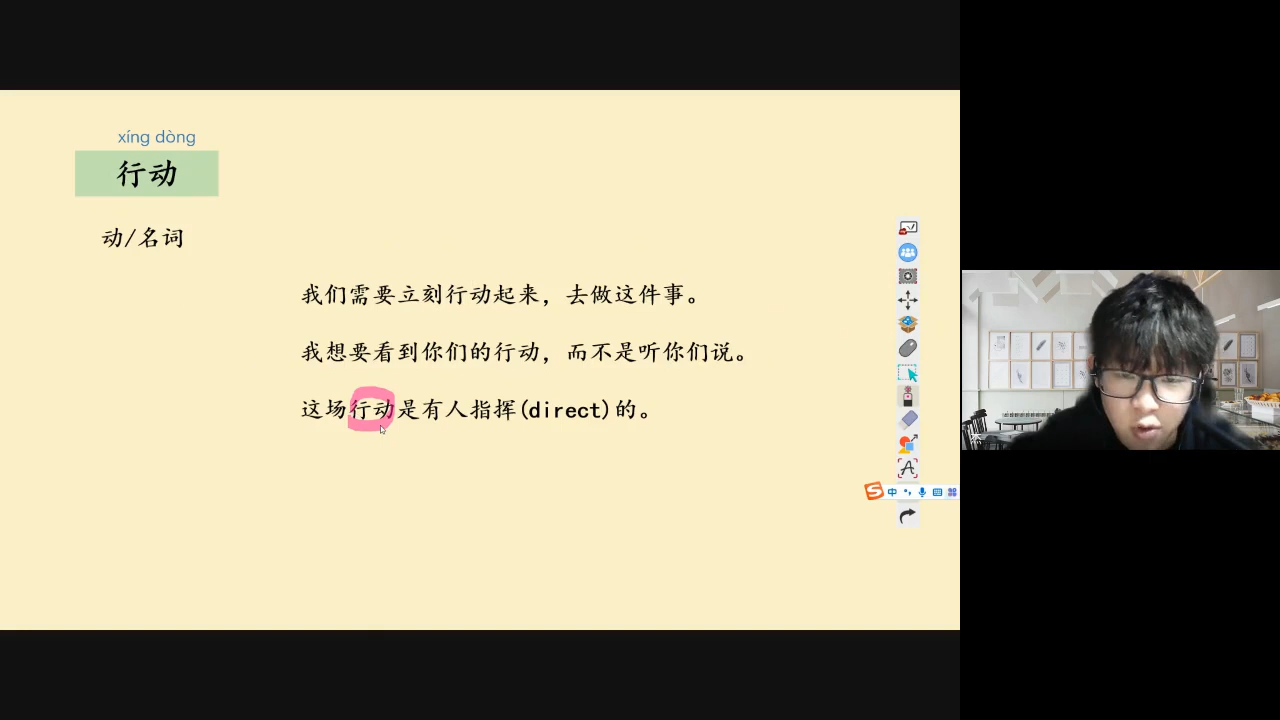 xíng dòng
行动
动/名词
我们需要立刻行动起来，去做这件事。
我想要看到你们的行动，而不是听你们说。
这场行动是有人指挥(direct)的。
中